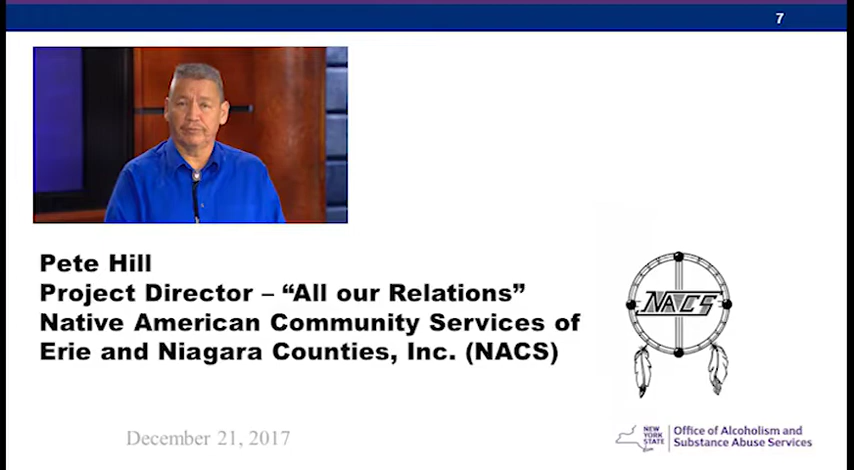 7
Pete Hill
Project Director – “All our Relations”
Native American Community Services of
Erie and Niagara Counties, Inc. (NACS)
NACS
December 21, 2017
NEW
YORK
STATE
Office of Alcoholism and
Substance Abuse Services